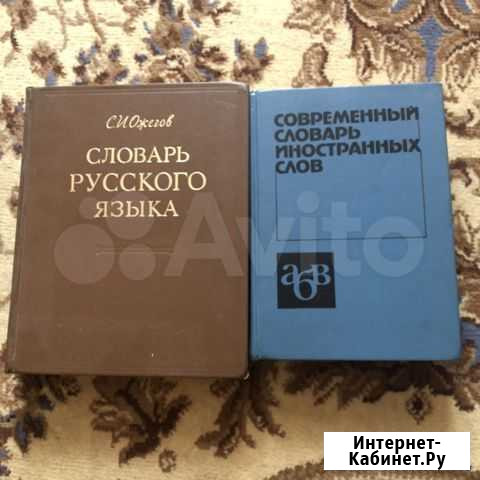 С.И.Ожегов
СЛОВАРЬ
РУССКОГО
ЯЗЫКА
СОВРЕМЕННЫЙ
СЛОВАРЬ
ИНОСТРАННЫХ
СЛОВ
абв
Avito
Интернет-
Кабинет.Ру